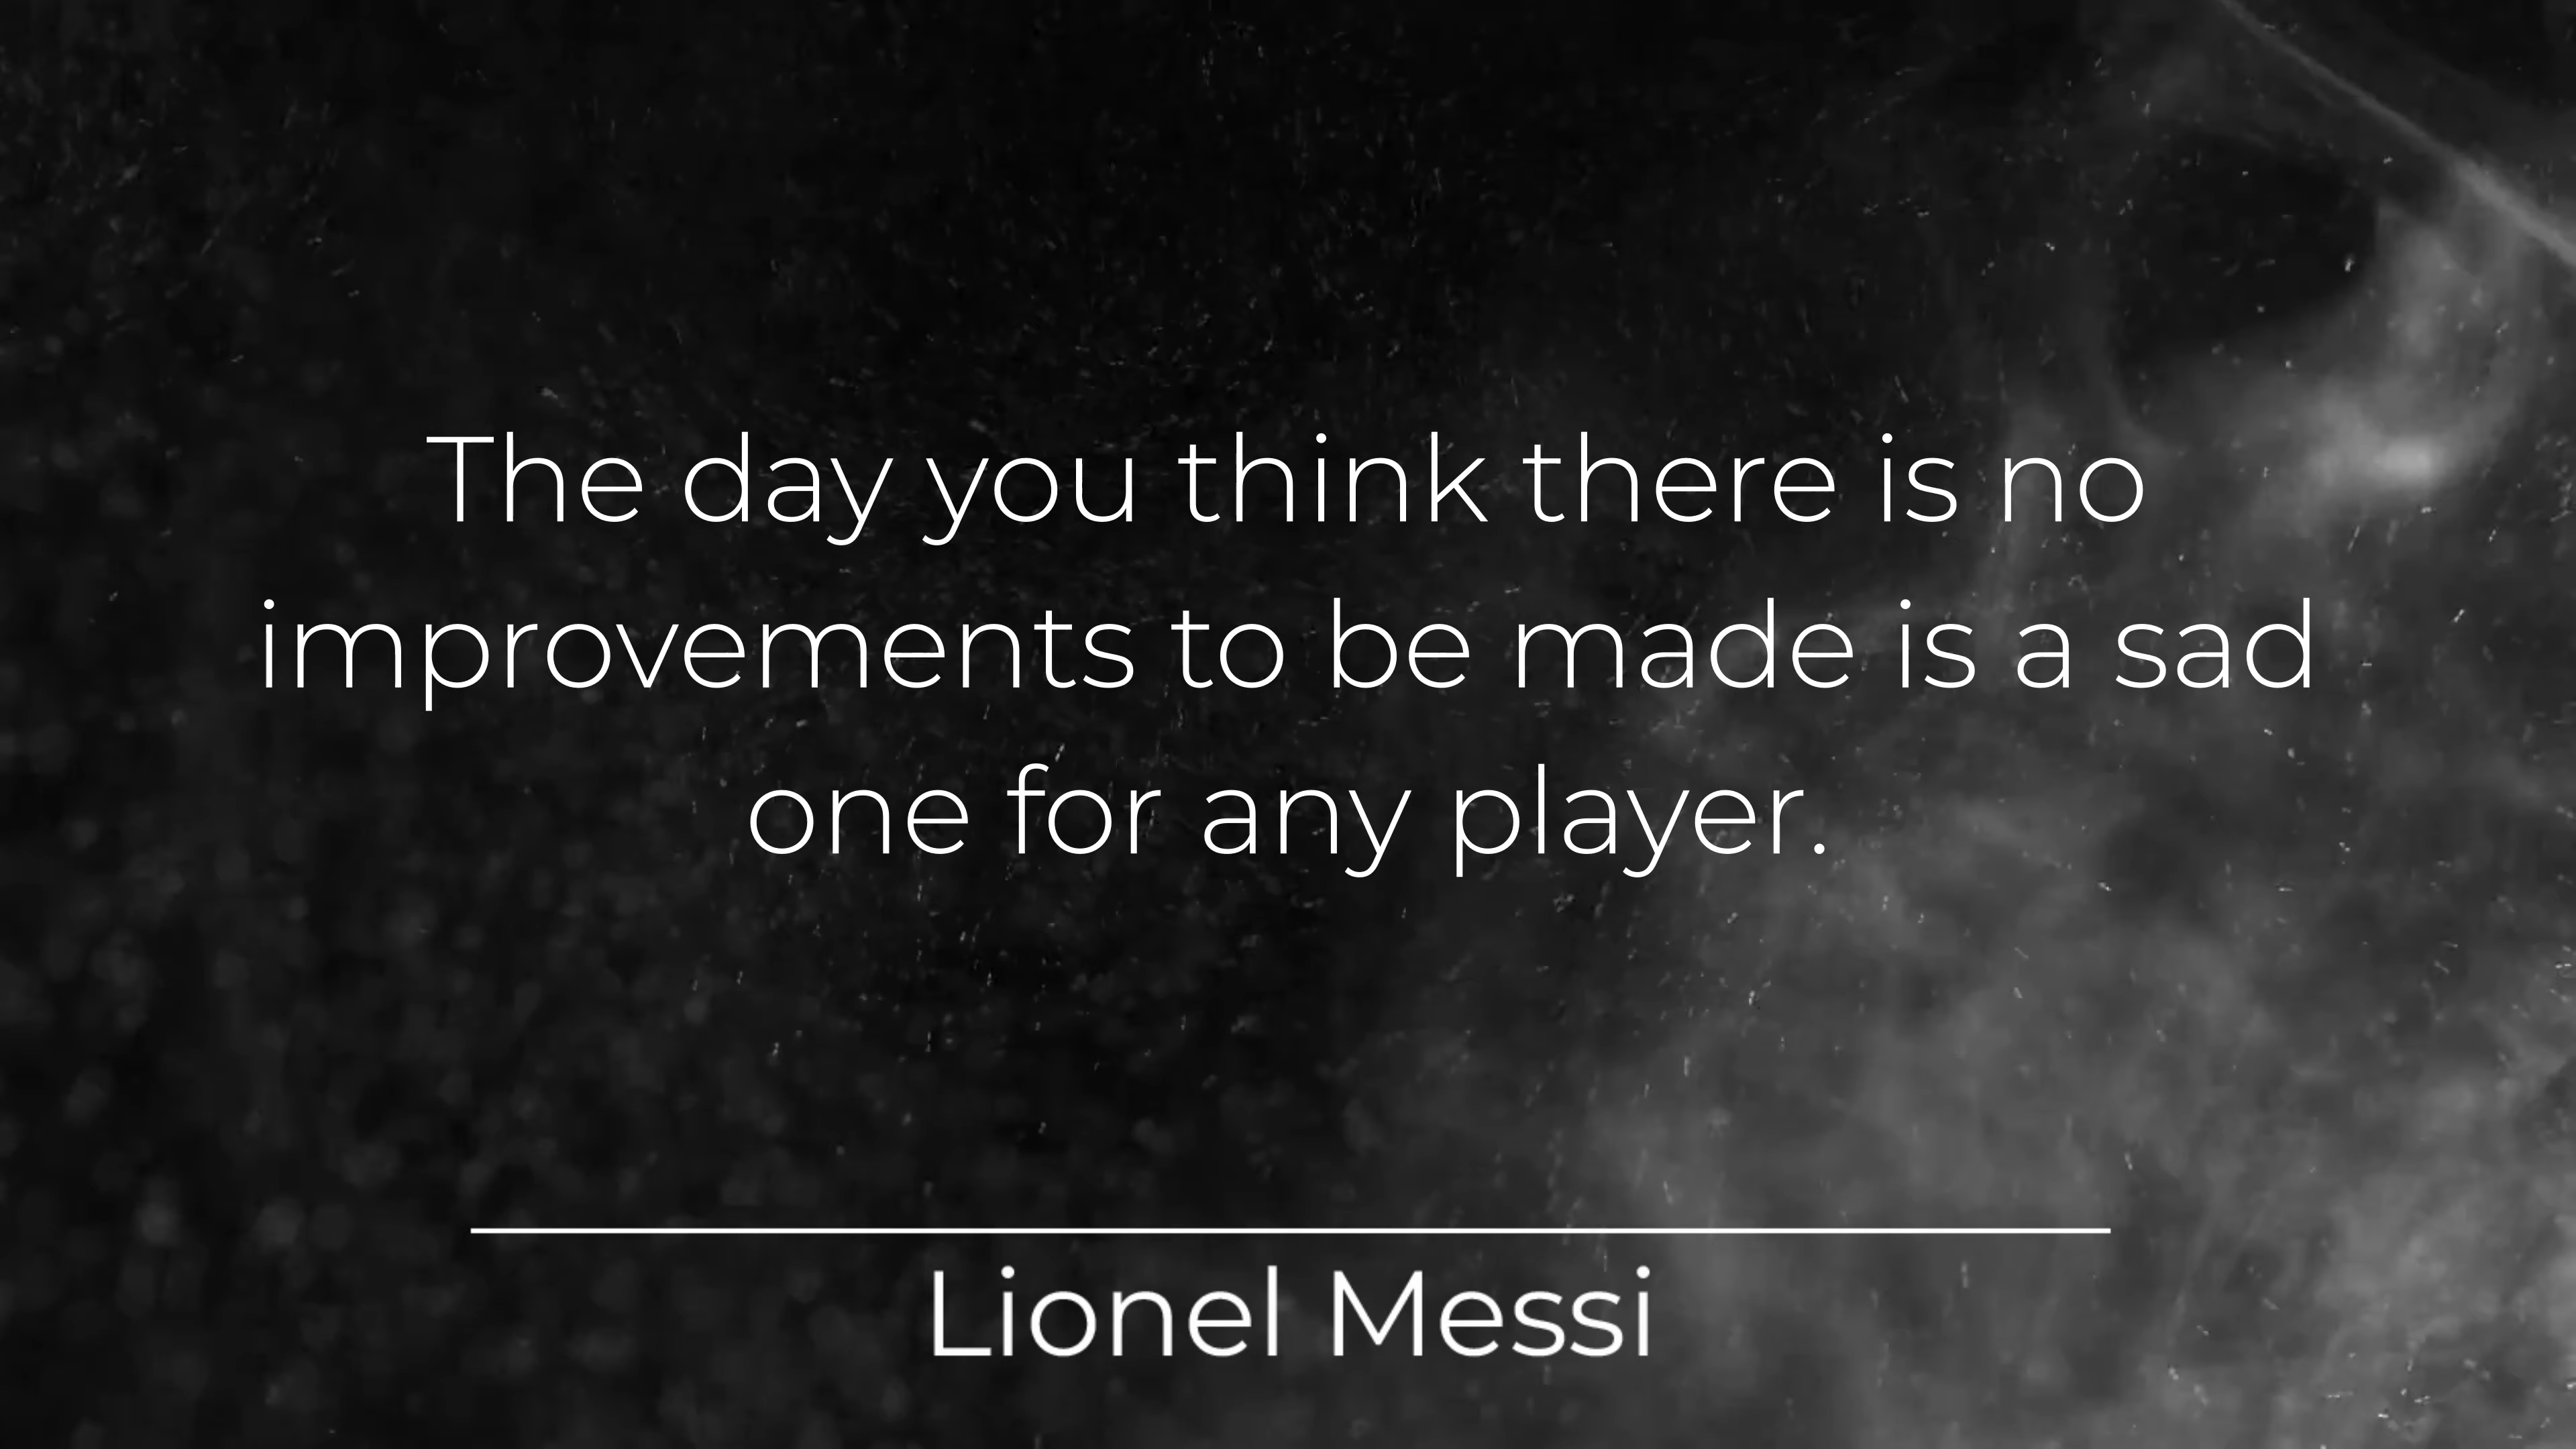 The day you think there is no
improvements to be made is a sad
one for any player.
Lionel Messi